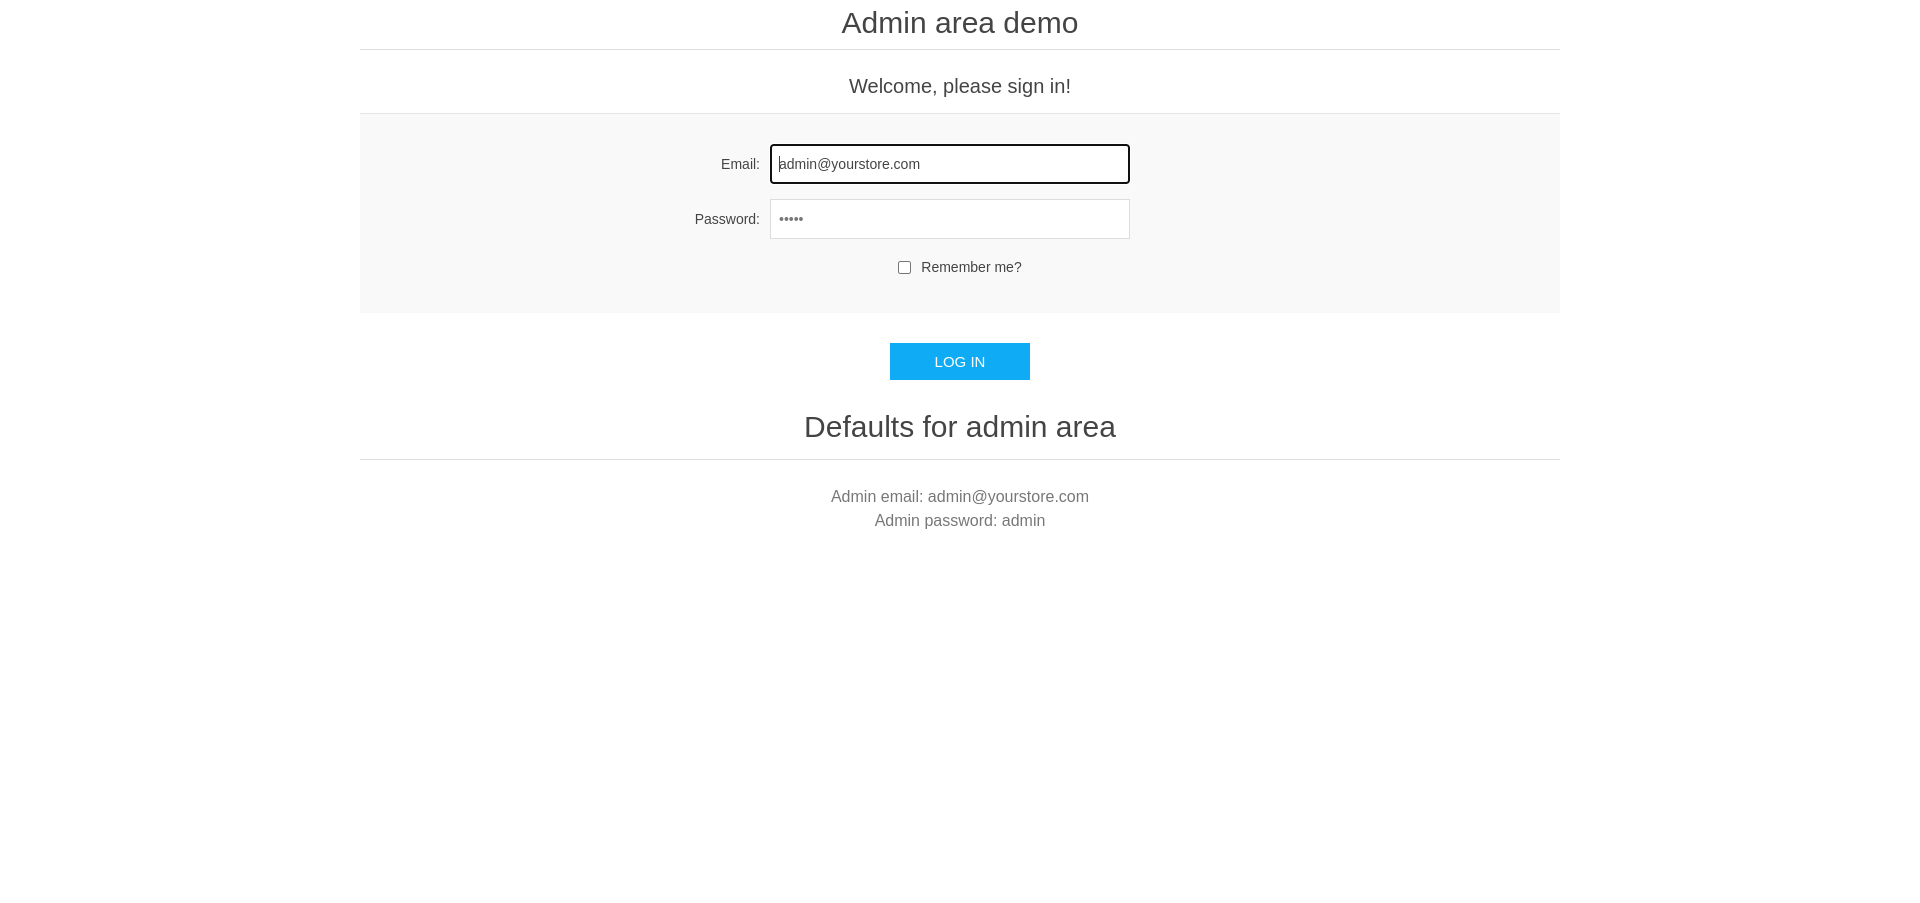 Admin area demo
Welcome, please sign in!
Email: admin@yourstore.com
Password: •••••
Remember me?
LOG IN
Defaults for admin area
Admin email: admin@yourstore.com
Admin password: admin